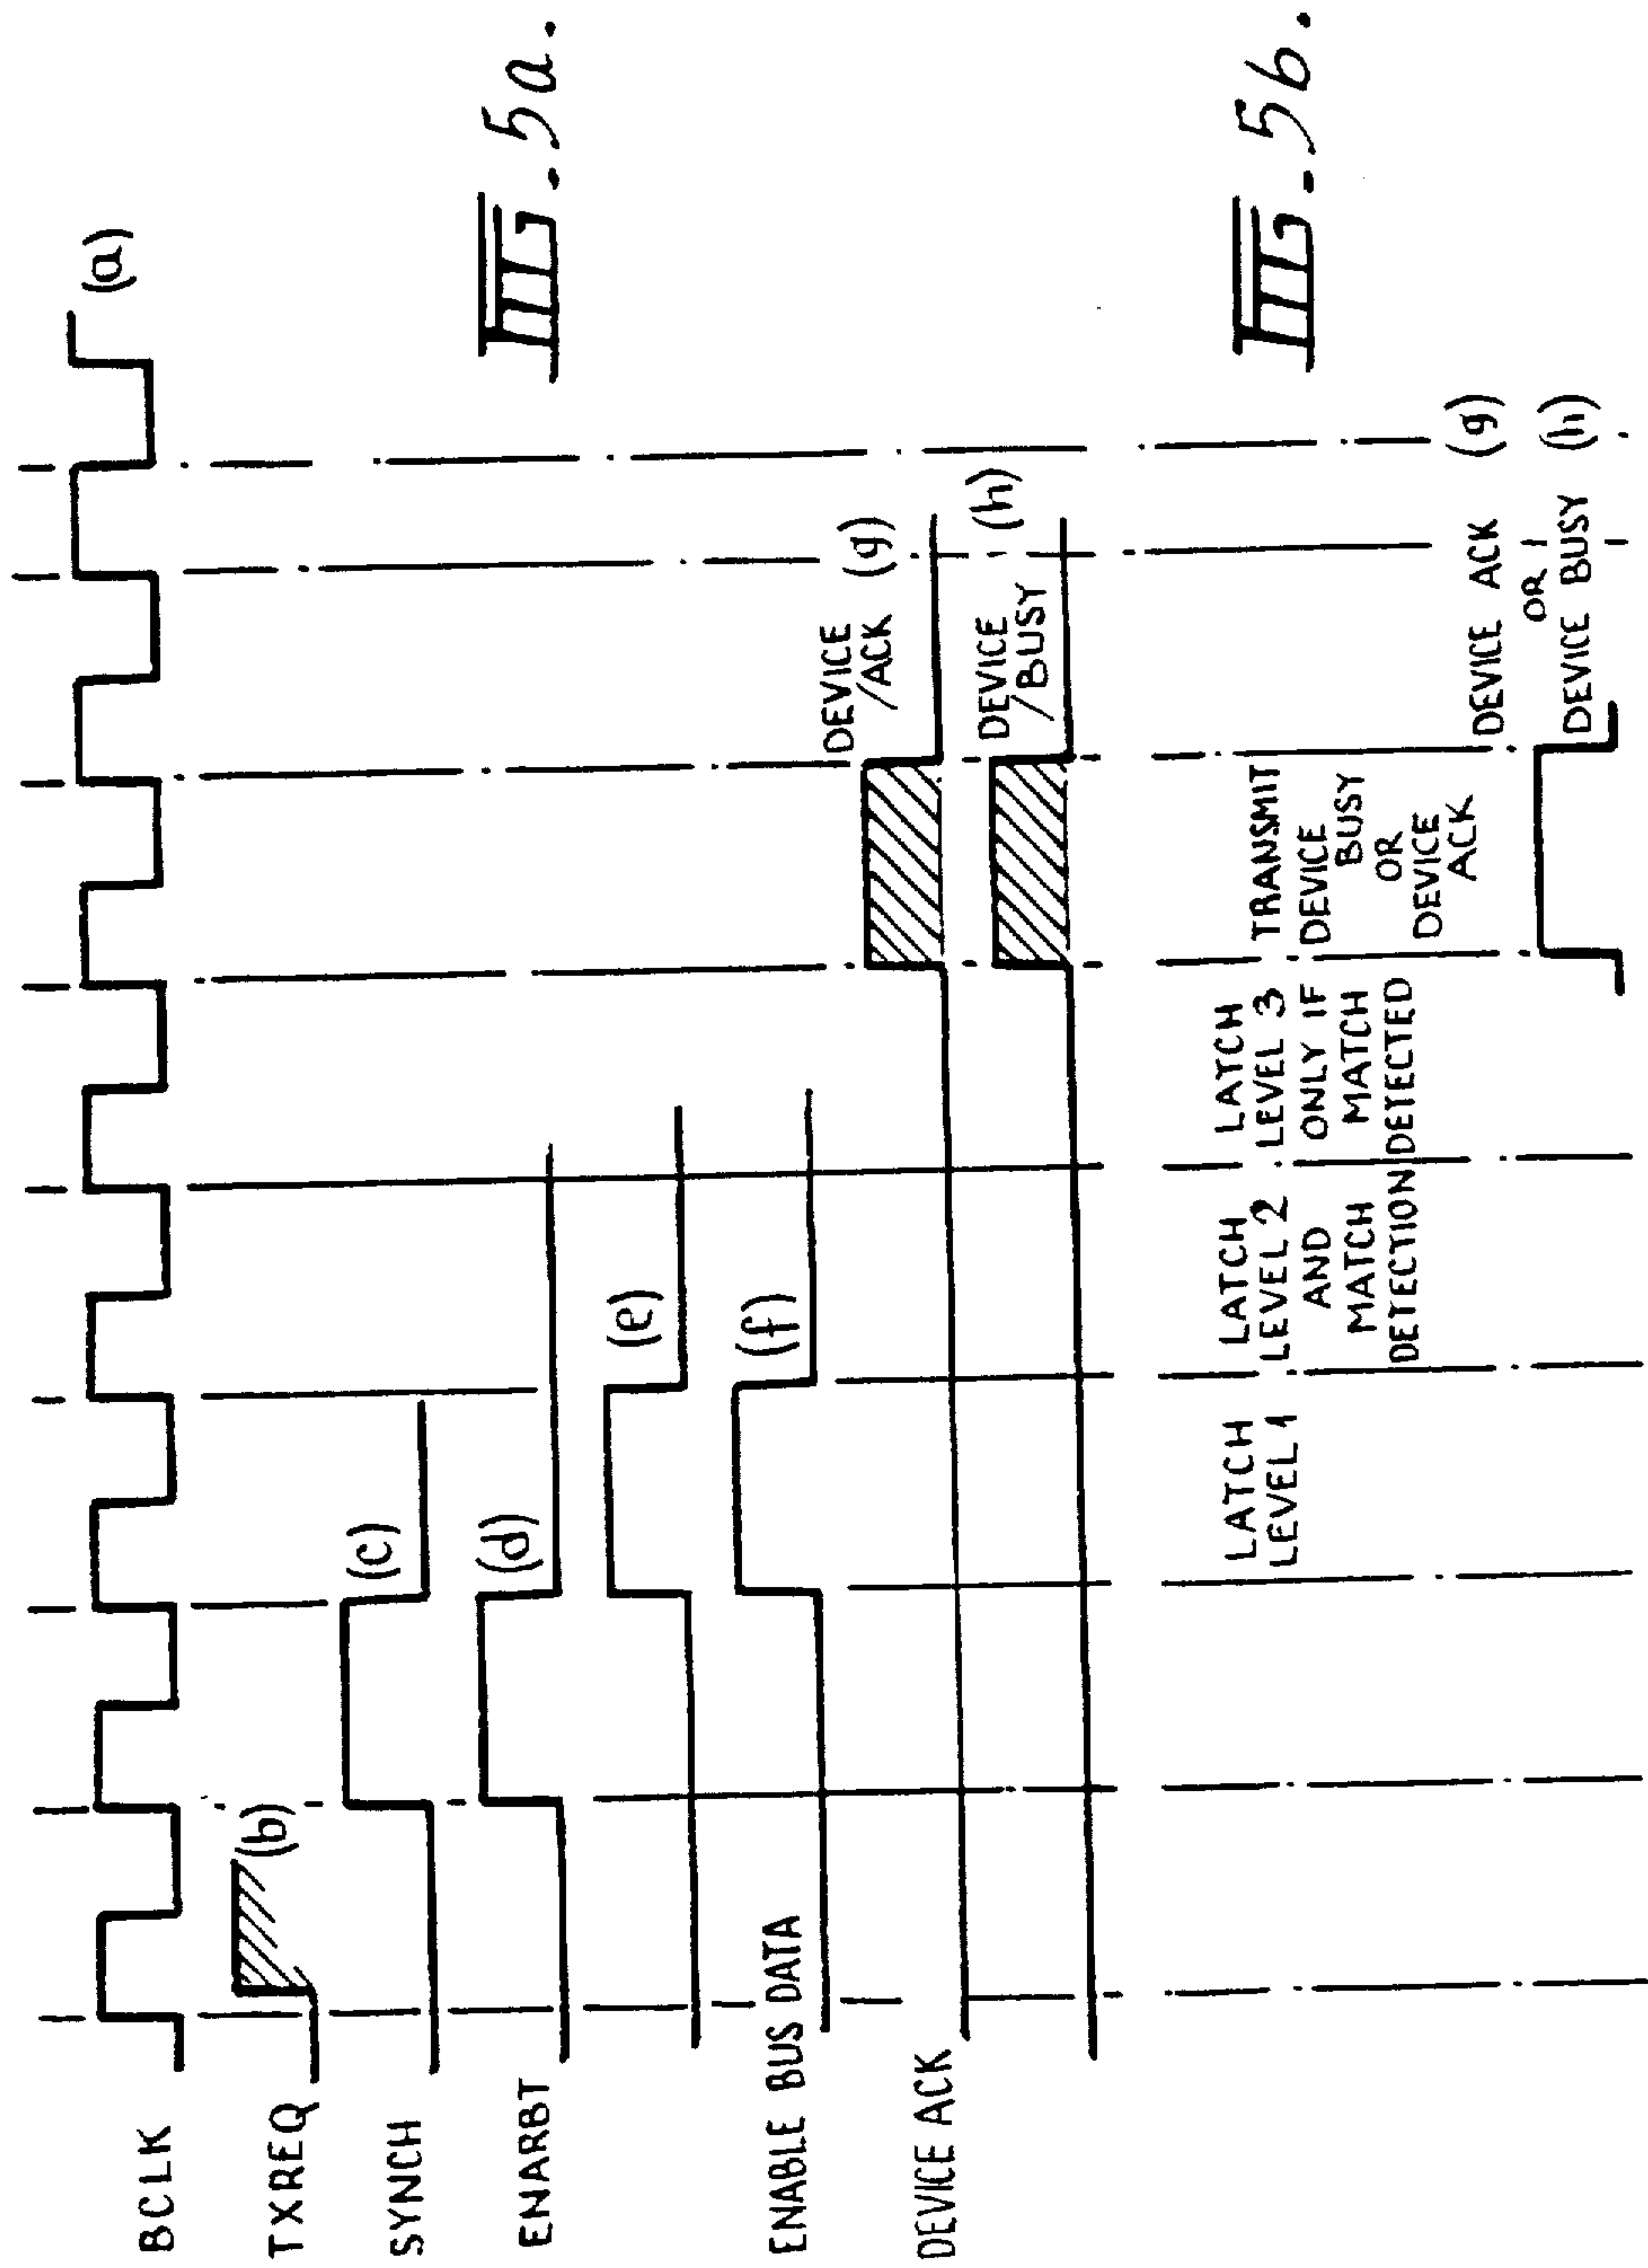 BCLK
(a)
TXREQ
(b)
SYNCH
(c)
ENARBT
(d)
(e)
ENABLE BUS DATA
(f)
DEVICE ACK
DEVICE
/ACK (g)
DEVICE
/BUSY (h)
FIG-5a.
LATCH
LEVEL 1
LATCH
LEVEL 2
AND
MATCH
DETECTION
LATCH
LEVEL 3
ONLY IF
MATCH
DETECTED
TRANSMIT
DEVICE
BUSY
OR
DEVICE
ACK
DEVICE ACK (g)
OR
DEVICE BUSY (h)
FIG-5b.